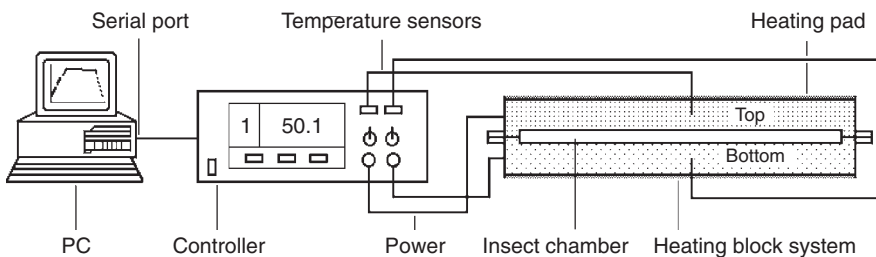 Serial port
Temperature sensors
Heating pad
1
50.1
Top
Bottom
PC
Controller
Power
Insect chamber
Heating block system